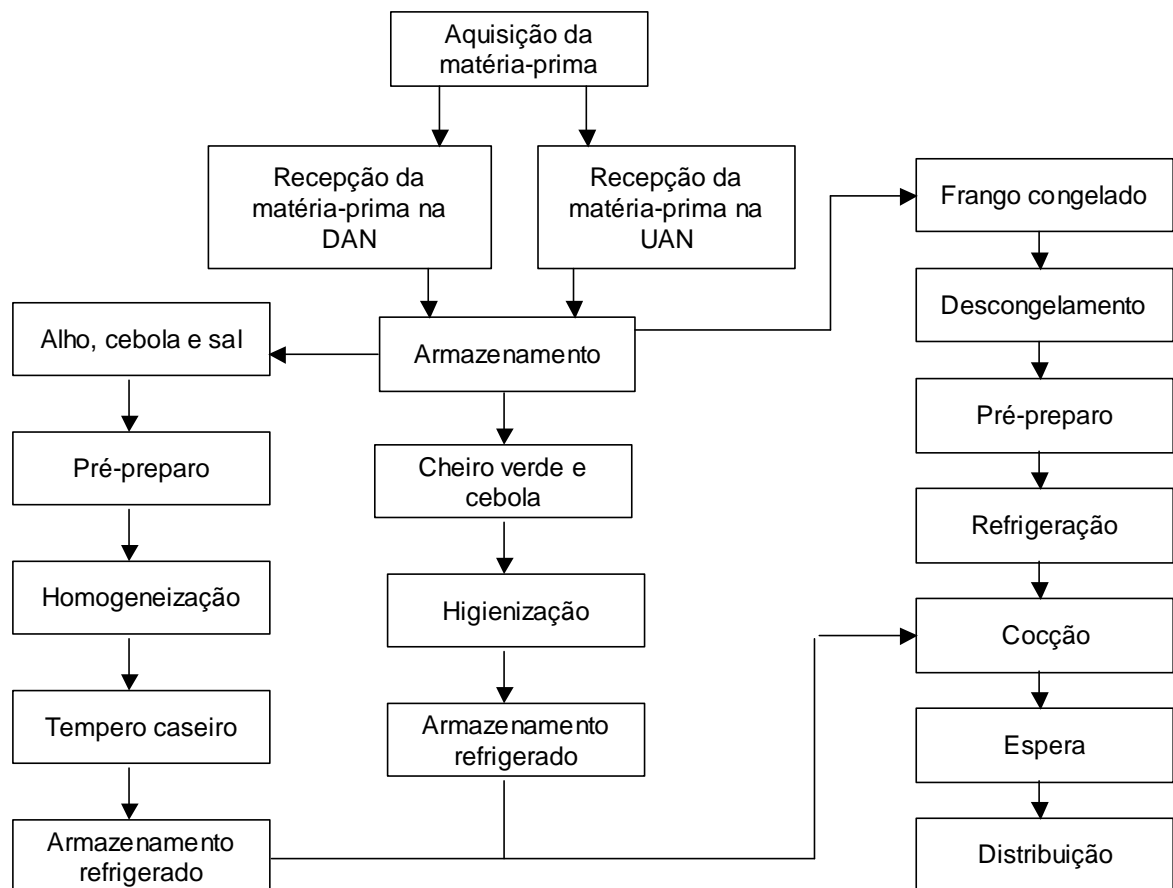 Aquisição da
matéria-prima
Recepção da
matéria-prima na
DAN
Recepção da
matéria-prima na
UAN
Armazenamento
Alho, cebola e sal
Pré-preparo
Homogeneização
Tempero caseiro
Armazenamento
refrigerado
Cheiro verde e
cebola
Higienização
Armazenamento
refrigerado
Frango congelado
Descongelamento
Pré-preparo
Refrigeração
Cocção
Espera
Distribuição